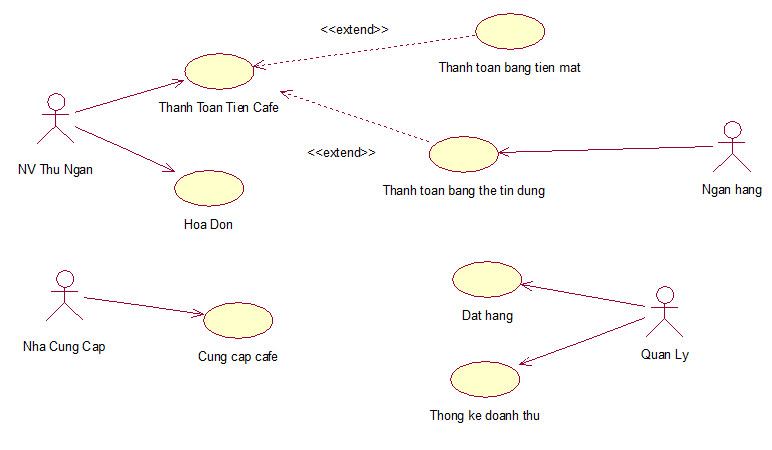 <<extend>>
Thanh toan bang tien mat
Thanh Toan Tien Cafe
<<extend>>
NV Thu Ngan
Thanh toan bang the tin dung
Ngan hang
Hoa Don
Dat hang
Nha Cung Cap
Cung cap cafe
Quan Ly
Thong ke doanh thu